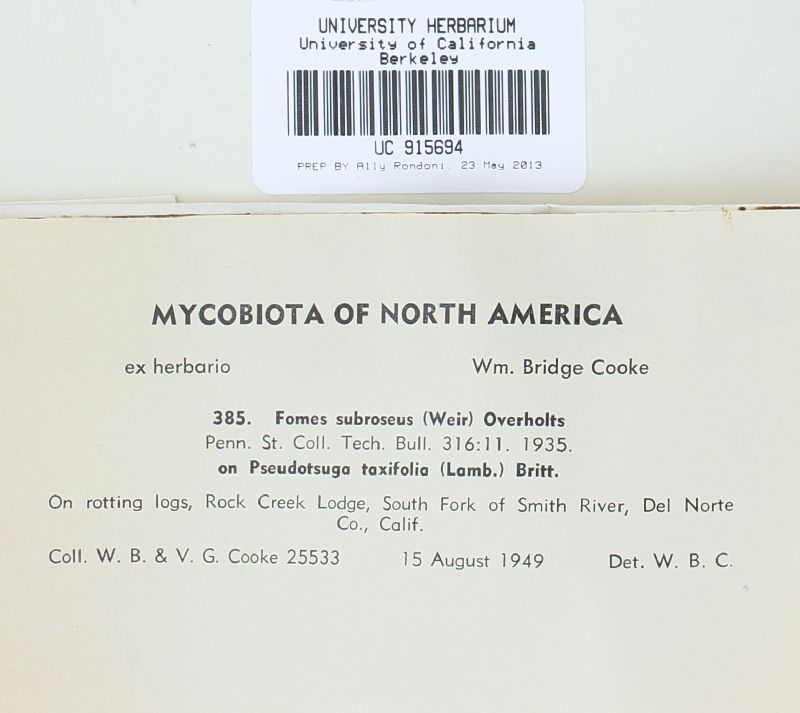 UNIVERSITY HERBARIUM
University of California
Berkeley
UC 915694
PREP BY Ally Rondoni, 23 May 2013
MYCOBIOTA OF NORTH AMERICA
ex herbario Wm. Bridge Cooke
385. Fomes subroseus (Weir) Overholts
Penn. St. Coll. Tech. Bull. 316:11. 1935.
on Pseudotsuga taxifolia (Lamb.) Britt.
On rotting logs, Rock Creek Lodge, South Fork of Smith River, Del Norte
Co., Calif.
Coll. W. B. & V. G. Cooke 25533 15 August 1949 Det. W. B. C.